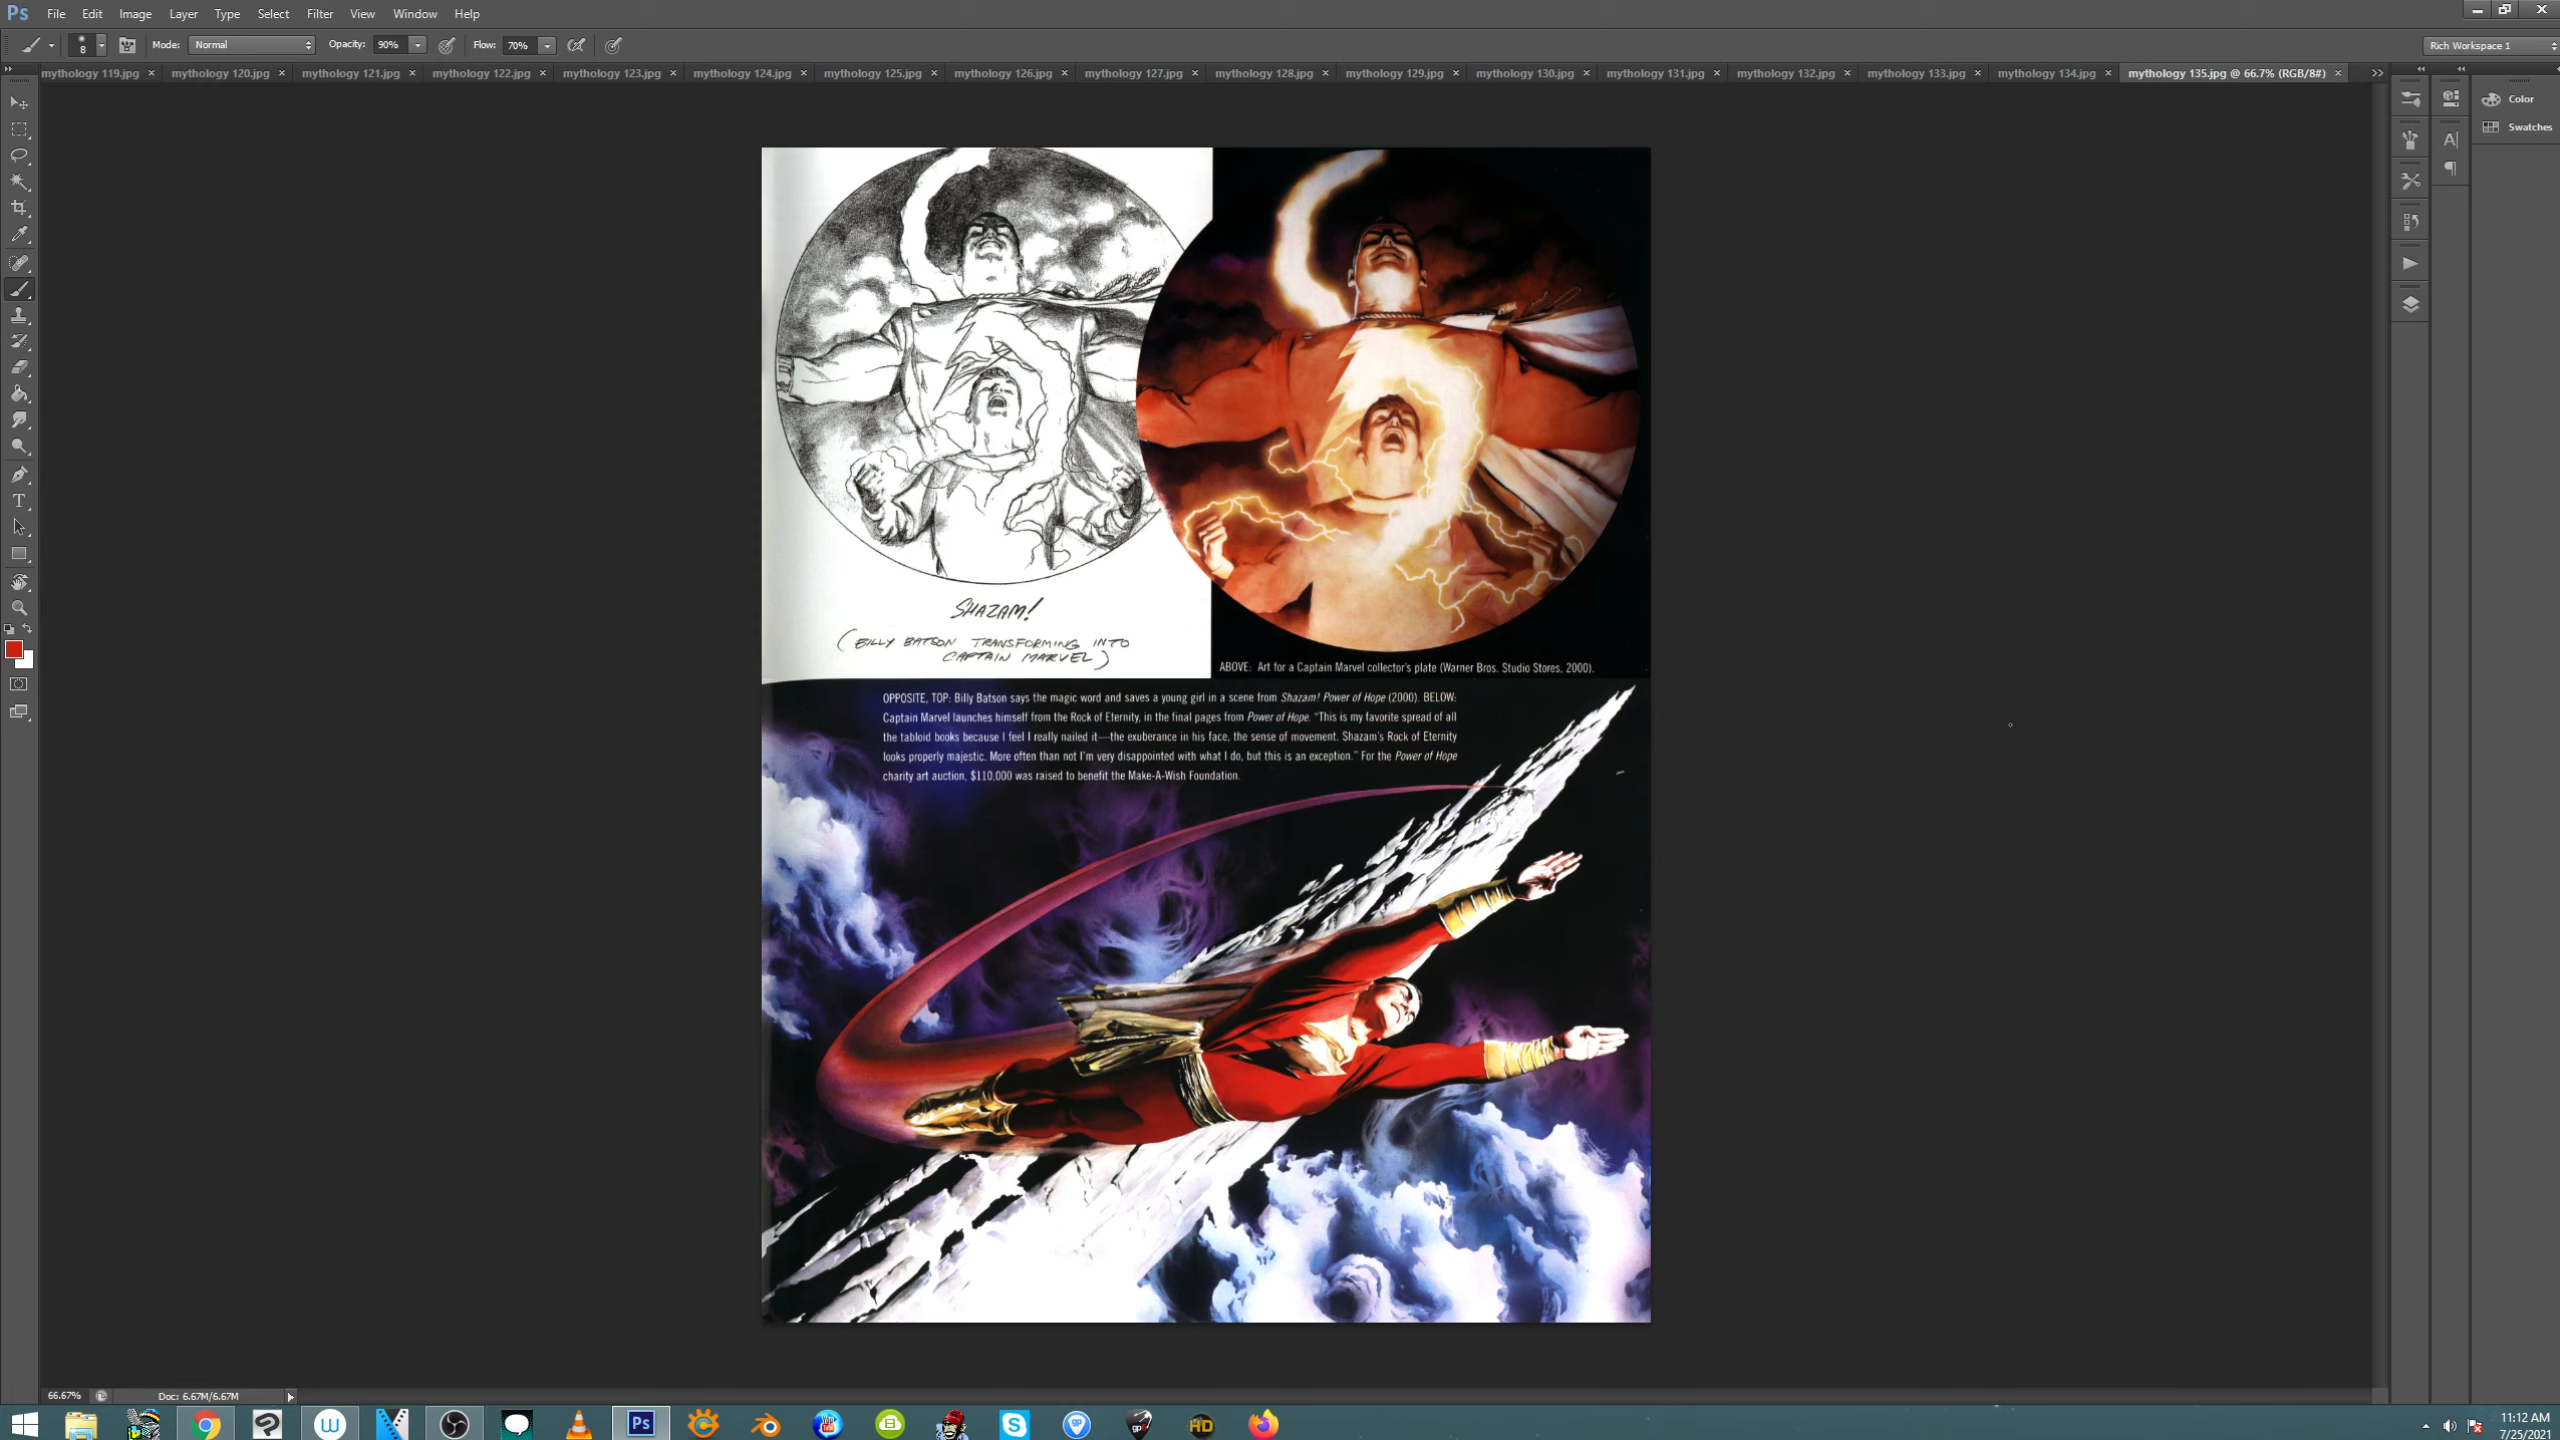 Ps File Edit Image Layer Type Select Filter View Window Help
8 Mode: Normal Opacity: 90% Flow: 70% Rich Workspace 1
mythology 119.jpg × mythology 120.jpg × mythology 121.jpg × mythology 122.jpg × mythology 123.jpg × mythology 124.jpg × mythology 125.jpg × mythology 126.jpg × mythology 127.jpg × mythology 128.jpg × mythology 129.jpg × mythology 130.jpg × mythology 131.jpg × mythology 132.jpg × mythology 133.jpg × mythology 134.jpg × mythology 135.jpg @ 66.7% (RGB/8#) ×
Color
Swatches
SHAZAM!
(BILLY BATSON TRANSFORMING INTO
CAPTAIN MARVEL)
ABOVE: Art for a Captain Marvel collector's plate (Warner Bros. Studio Stores, 2000).
OPPOSITE, TOP: Billy Batson says the magic word and saves a young girl in a scene from Shazam! Power of Hope (2000). BELOW:
Captain Marvel launches himself from the Rock of Eternity, in the final pages from Power of Hope. "This is my favorite spread of all
the tabloid books because I feel I really nailed it—the exuberance in his face, the sense of movement. Shazam's Rock of Eternity
looks properly majestic. More often than not I'm very disappointed with what I do, but this is an exception." For the Power of Hope
charity art auction, $110,000 was raised to benefit the Make-A-Wish Foundation.
66.67% Doc: 6.67M/6.67M
Ps HD
11:12 AM
7/25/2021